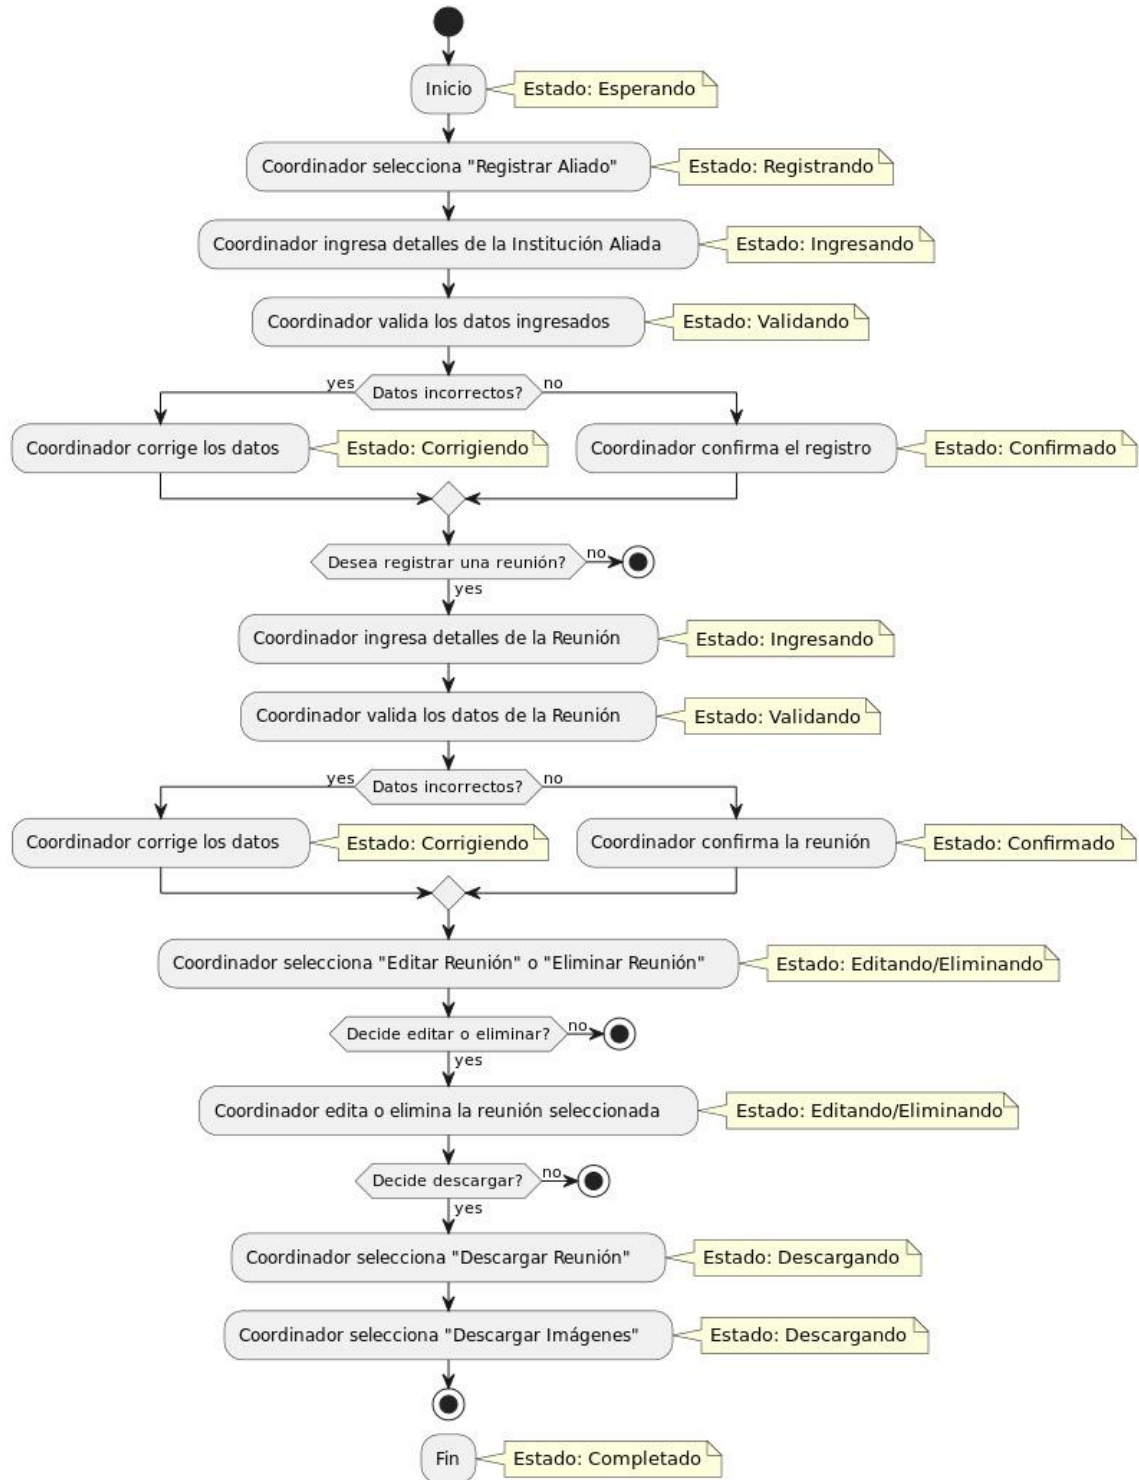 Inicio
Estado: Esperando
Coordinador selecciona "Registrar Aliado"
Estado: Registrando
Coordinador ingresa detalles de la Institución Aliada
Estado: Ingresando
Coordinador valida los datos ingresados
Estado: Validando
yes
Datos incorrectos?
no
Coordinador corrige los datos
Estado: Corrigiendo
Coordinador confirma el registro
Estado: Confirmado
Desea registrar una reunión?
no
yes
Coordinador ingresa detalles de la Reunión
Estado: Ingresando
Coordinador valida los datos de la Reunión
Estado: Validando
yes
Datos incorrectos?
no
Coordinador corrige los datos
Estado: Corrigiendo
Coordinador confirma la reunión
Estado: Confirmado
Coordinador selecciona "Editar Reunión" o "Eliminar Reunión"
Estado: Editando/Eliminando
Decide editar o eliminar?
no
yes
Coordinador edita o elimina la reunión seleccionada
Estado: Editando/Eliminando
Decide descargar?
no
yes
Coordinador selecciona "Descargar Reunión"
Estado: Descargando
Coordinador selecciona "Descargar Imágenes"
Estado: Descargando
Fin
Estado: Completado